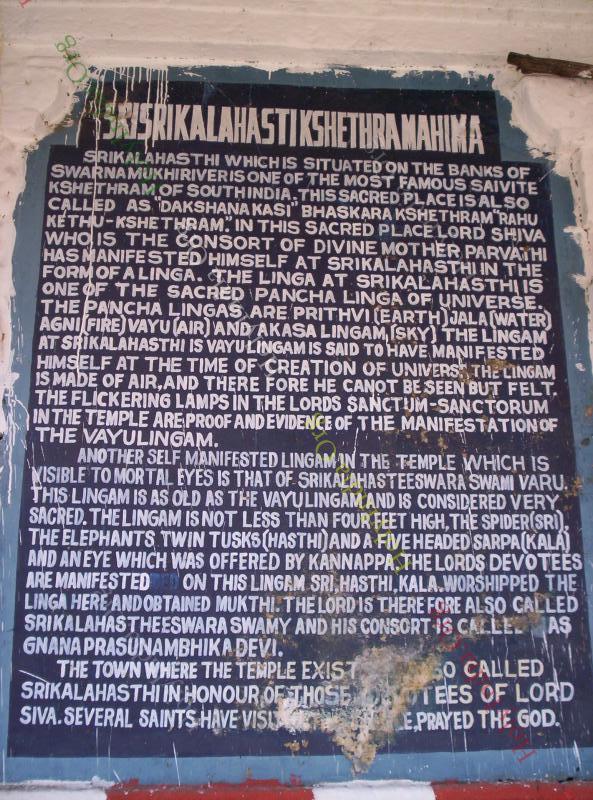 SRISRIKALAHASTIKSHETHRAMAHIMA
SRIKALAHASTHI WHICH IS SITUATED ON THE BANKS OF
SWARNAMUKHIRIVER IS ONE OF THE MOST FAMOUS SAIVITE
KSHETHRAM OF SOUTH INDIA. THIS SACRED PLACE IS ALSO
CALLED AS "DAKSHANA KASI" BHASKARA KSHETHRAM "RAHU
KETHU-KSHETHRAM." IN THIS SACRED PLACE LORD SHIVA
WHO IS THE CONSORT OF DIVINE MOTHER PARVATHI
HAS MANIFESTED HIMSELF AT SRIKALAHASTHI IN THE
FORM OF A LINGA. THE LINGA AT SRIKALAHASTHI IS
ONE OF THE SACRED PANCHA LINGA OF UNIVERSE.
THE PANCHA LINGAS ARE PRITHVI (EARTH) JALA (WATER)
AGNI (FIRE) VAYU (AIR) AND AKASA LINGAM, (SKY) THE LINGAM
AT SRIKALAHASTHI IS VAYU LINGAM IS SAID TO HAVE MANIFESTED
HIMSELF AT THE TIME OF CREATION OF UNIVERS. THE LINGAM
IS MADE OF AIR, AND THERE FORE HE CANOT BE SEEN BUT FELT.
THE FLICKERING LAMPS IN THE LORDS SANCTUM-SANCTORUM
IN THE TEMPLE ARE PROOF AND EVIDENCE OF THE MANIFESTATION OF
THE VAYULINGAM.
ANOTHER SELF MANIFESTED LINGAM IN THE TEMPLE WHICH IS
VISIBLE TO MORTAL EYES IS THAT OF SRIKALAHASTEESWARA SWAMI VARU.
THIS LINGAM IS AS OLD AS THE VAYULINGAM AND IS CONSIDERED VERY
SACRED. THE LINGAM IS NOT LESS THAN FOUR FEET HIGH, THE SPIDER (SRI),
THE ELEPHANTS, TWIN TUSKS (HASTHI) AND A FIVE HEADED SARPA (KALA)
AND AN EYE WHICH WAS OFFERED BY KANNAPPA THE LORDS DEVOTEES
ARE MANIFESTED ON THIS LINGAM SRI, HASTHI, KALA. WORSHIPPED THE
LINGA HERE AND OBTAINED MUKTHI. THE LORD IS THERE FORE ALSO CALLED
SRIKALAHASTHEESWARA SWAMY AND HIS CONSORT IS CALLED AS
GNANA PRASUNAMBHIKA DEVI.
THE TOWN WHERE THE TEMPLE CALLED
SRIKALAHASTHI IN HONOUR OF THOSE OF LORD
SIVA. SEVERAL SAINTS HAVE PRAYED THE GOD.